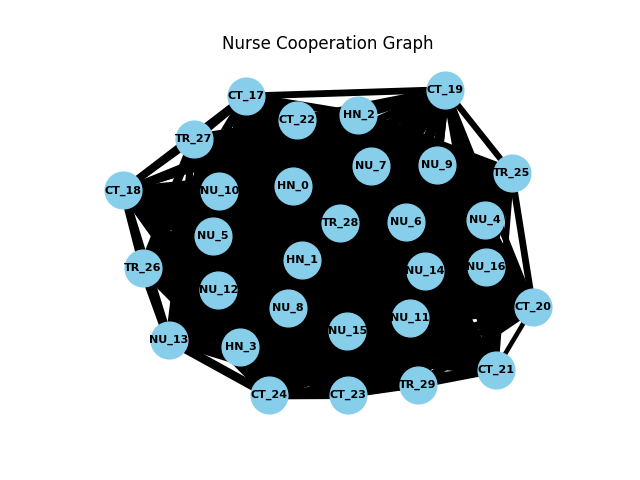 Nurse Cooperation Graph
CT_17
CT_19
CT_22
HN_2
TR_27
NU_7
NU_9
TR_25
CT_18
NU_10
HN_0
TR_28
NU_6
NU_4
NU_5
HN_1
TR_26
NU_14
NU_16
NU_12
NU_8
CT_20
NU_11
NU_15
NU_13
HN_3
CT_21
TR_29
CT_24
CT_23